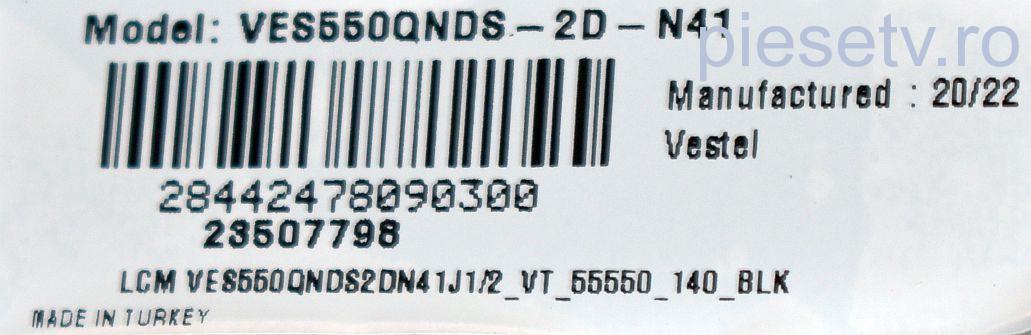 Model: VES550QNDS-2D-N41
piesetv.ro
Manufactured : 20/22
Vestel
28442478090300
23507798
LCM VES550QNDS2DN41J1/2_VT_55550_140_BLK
MADE IN TURKEY